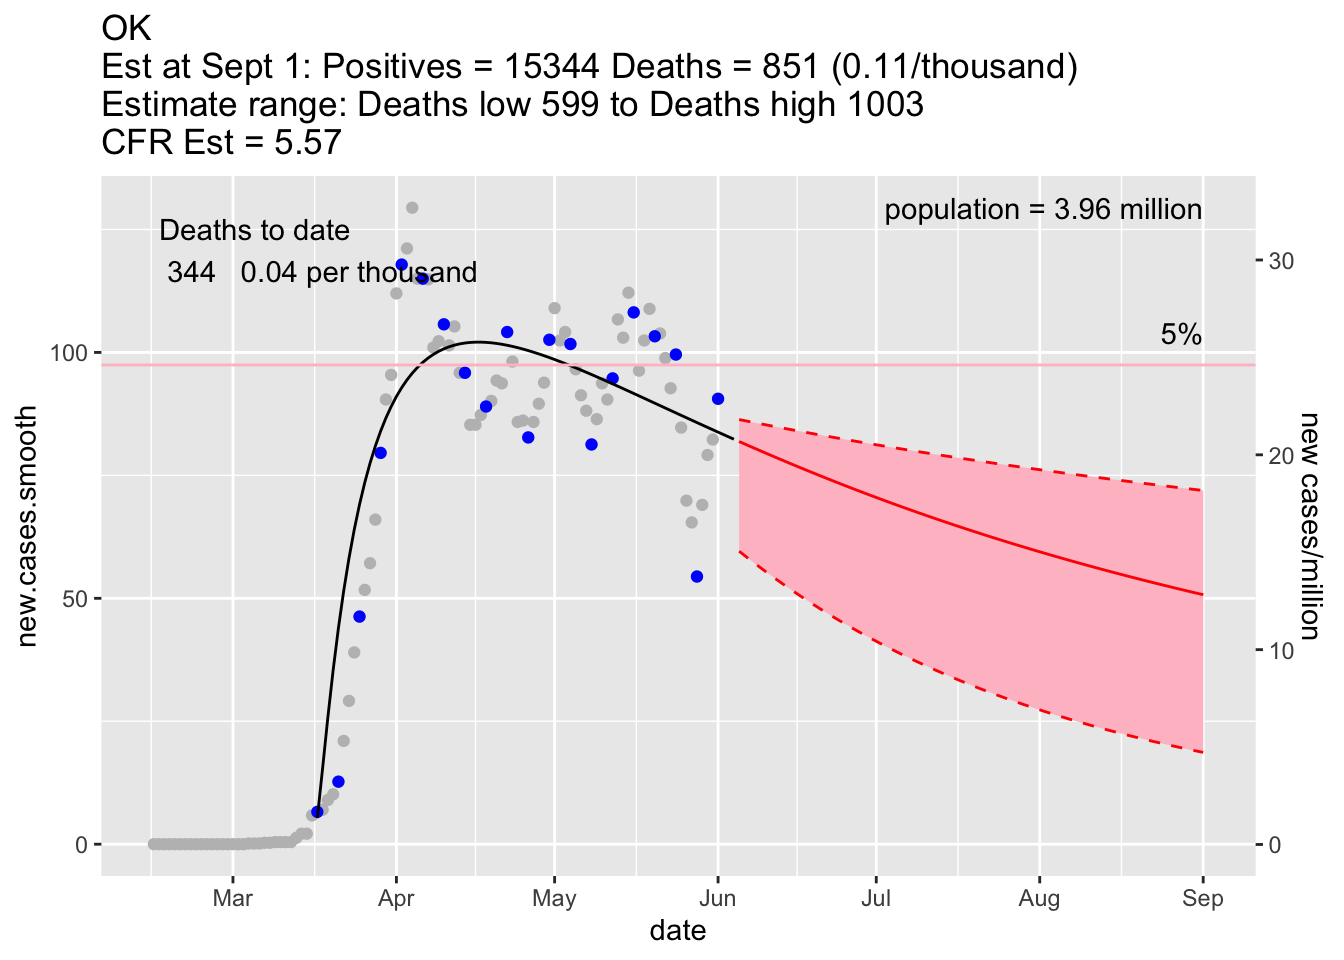 OK
Est at Sept 1: Positives = 15344 Deaths = 851 (0.11/thousand)
Estimate range: Deaths low 599 to Deaths high 1003
CFR Est = 5.57
population = 3.96 million
Deaths to date
344 0.04 per thousand
5%
new.cases.smooth
100
50
0
new cases/million
30
20
10
0
Mar Apr May Jun Jul Aug Sep
date